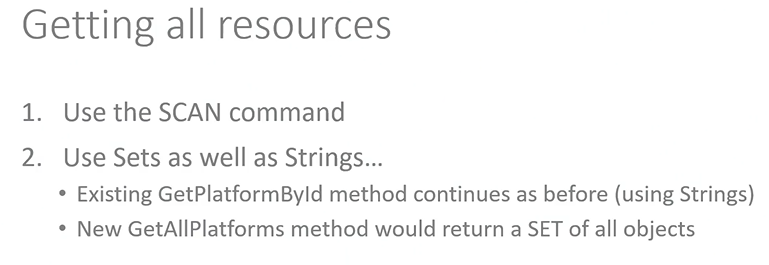 Getting all resources
1. Use the SCAN command
2. Use Sets as well as Strings...
• Existing GetPlatformById method continues as before (using Strings)
• New GetAllPlatforms method would return a SET of all objects